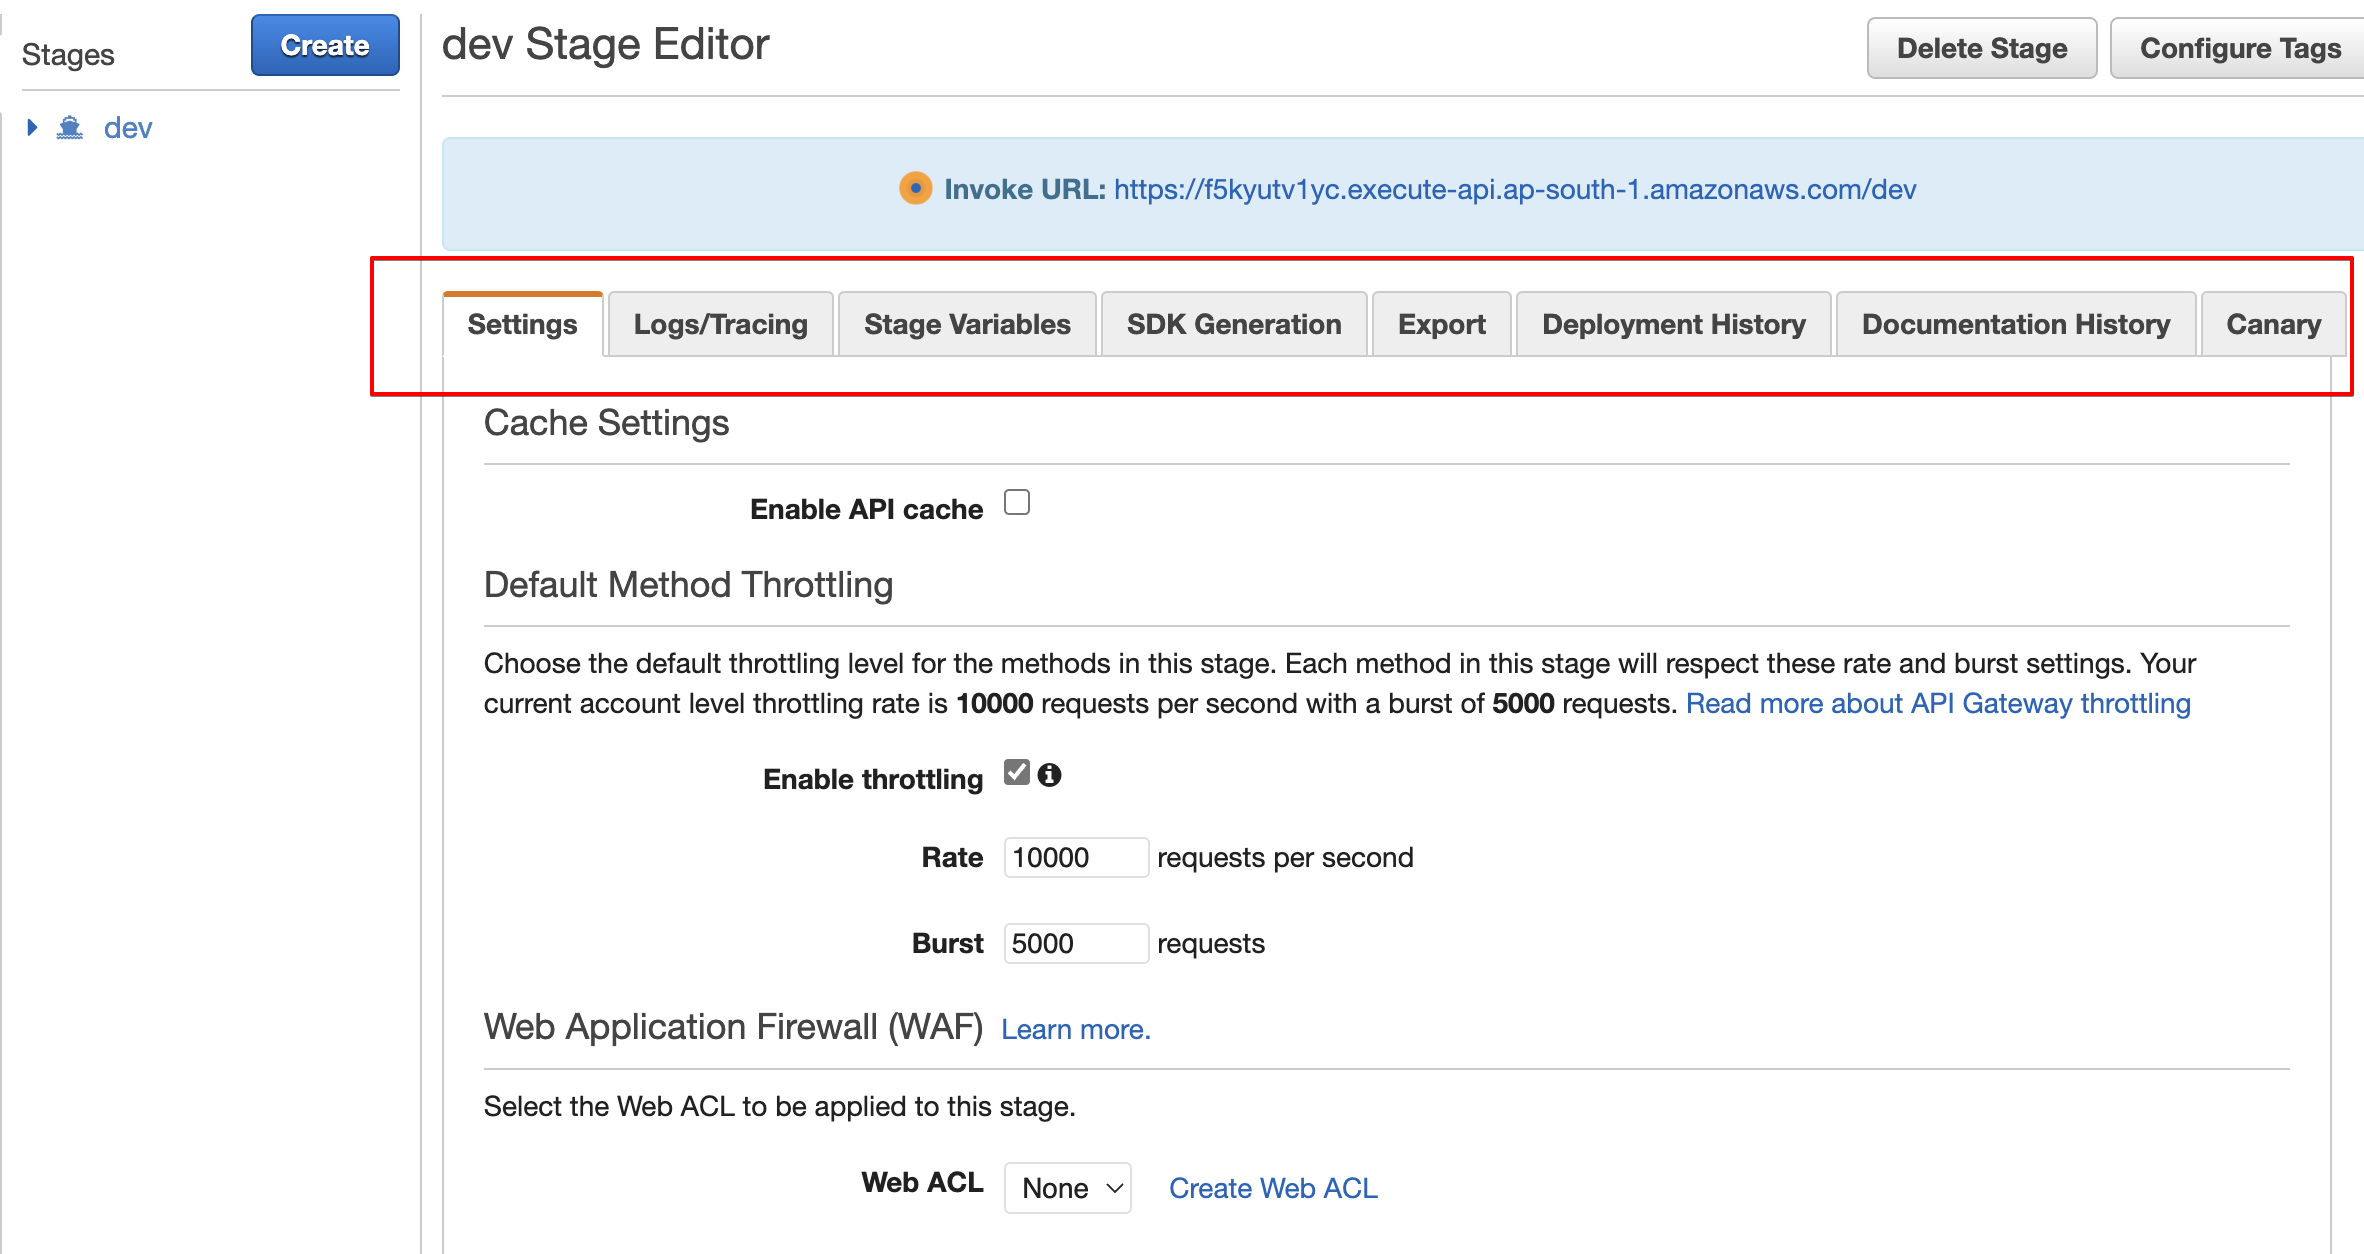 Stages
Create
dev
dev Stage Editor
Delete Stage
Configure Tags
Invoke URL: https://f5kyutv1yc.execute-api.ap-south-1.amazonaws.com/dev
Settings
Logs/Tracing
Stage Variables
SDK Generation
Export
Deployment History
Documentation History
Canary
Cache Settings
Enable API cache
Default Method Throttling
Choose the default throttling level for the methods in this stage. Each method in this stage will respect these rate and burst settings. Your
current account level throttling rate is 10000 requests per second with a burst of 5000 requests. Read more about API Gateway throttling
Enable throttling
Rate 10000 requests per second
Burst 5000 requests
Web Application Firewall (WAF) Learn more.
Select the Web ACL to be applied to this stage.
Web ACL None Create Web ACL